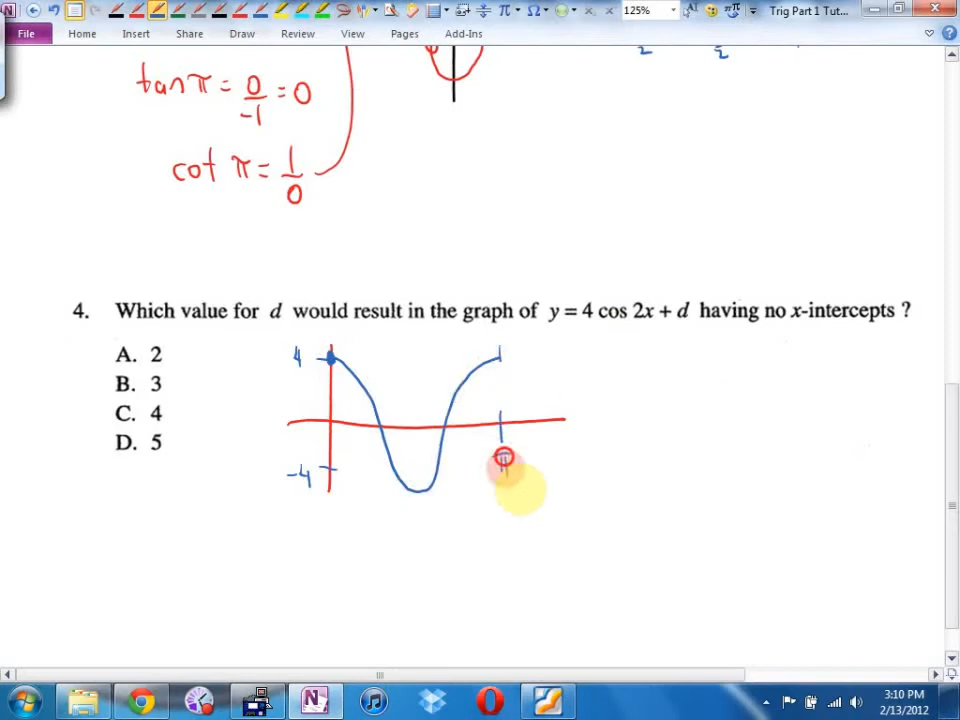 125%
Trig Part 1 Tut...
File Home Insert Share Draw Review Pages View Add-Ins
tan π = 0/-1 = 0
cot π = 1/0
4. Which value for d would result in the graph of y = 4 cos 2x + d having no x-intercepts ?
A. 2
B. 3
C. 4
D. 5
4
-4
π
3:10 PM
2/13/2012